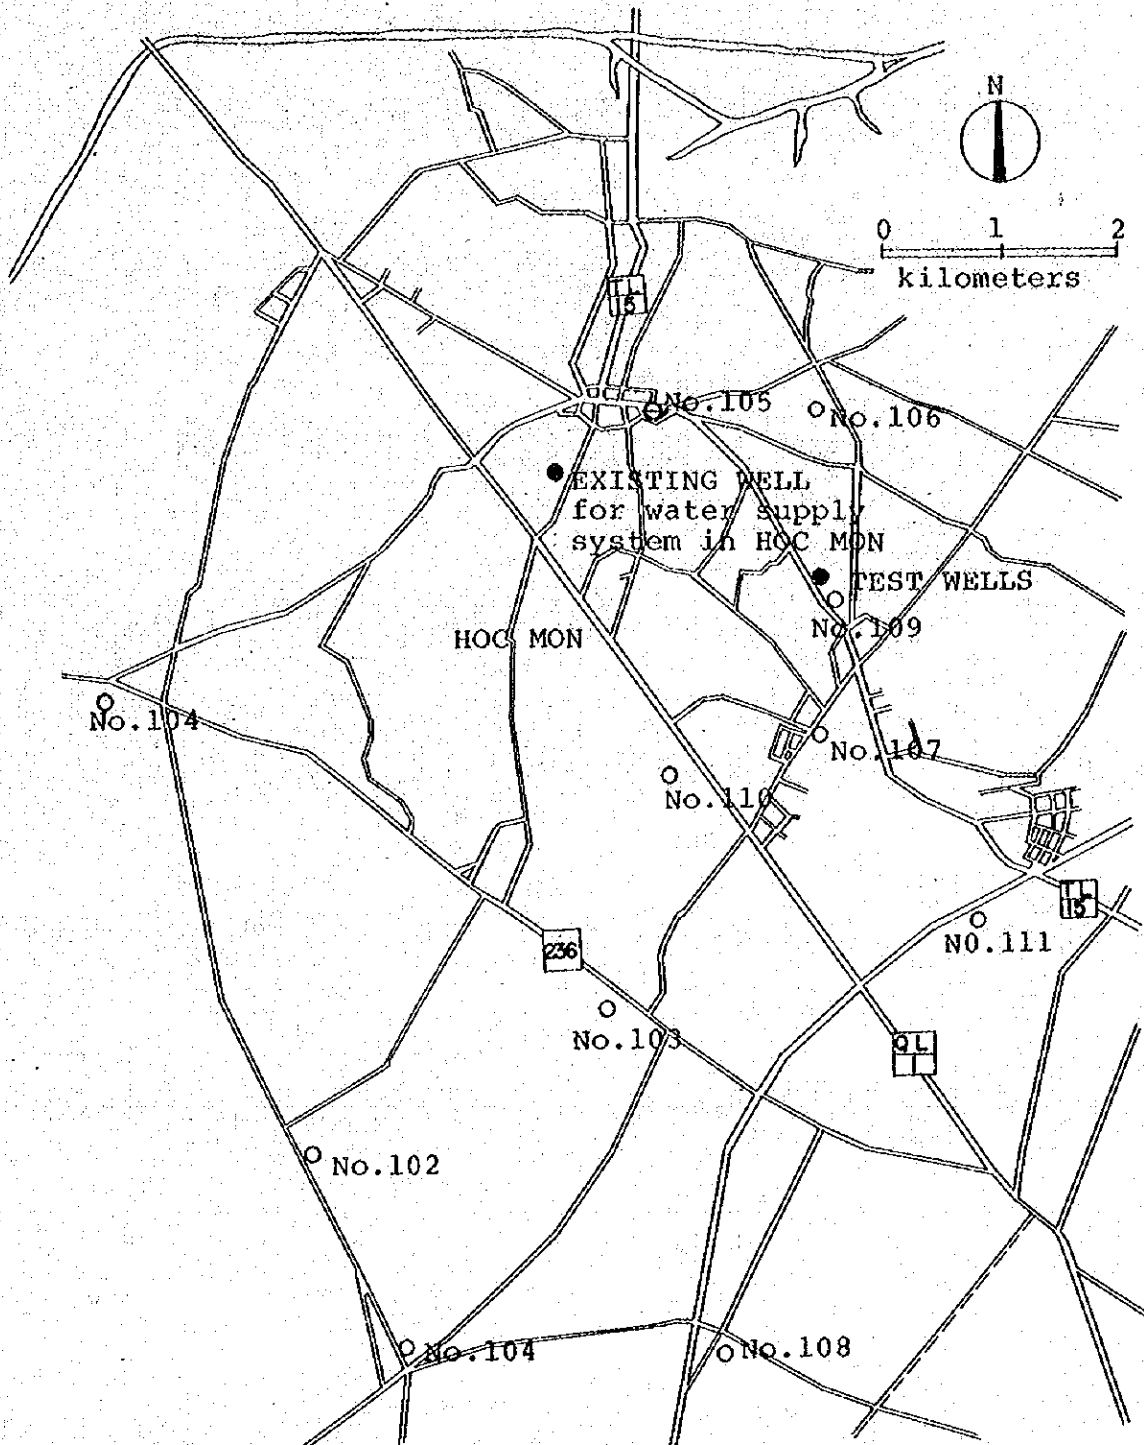 N
0 1 2
kilometers
TL
15
No.105
No.106
EXISTING WELL
for water supply
system in HOC MON
TEST WELLS
No.109
HOC MON
No.104
No.107
No.110
TL
15
NO.111
236
No.103
QL
1
No.102
No.104
No.108